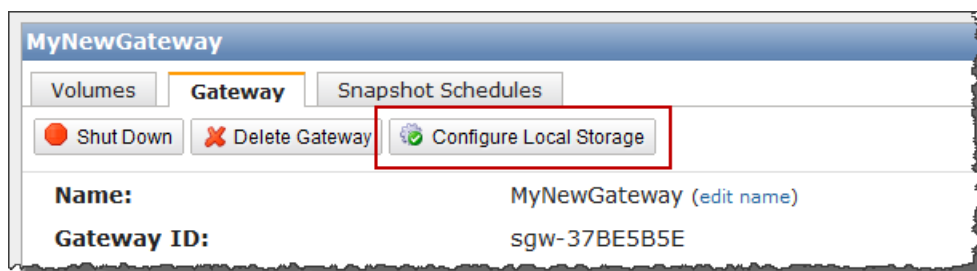 MyNewGateway
Volumes Gateway Snapshot Schedules
Shut Down Delete Gateway Configure Local Storage
Name: MyNewGateway (edit name)
Gateway ID: sgw-37BE5B5E